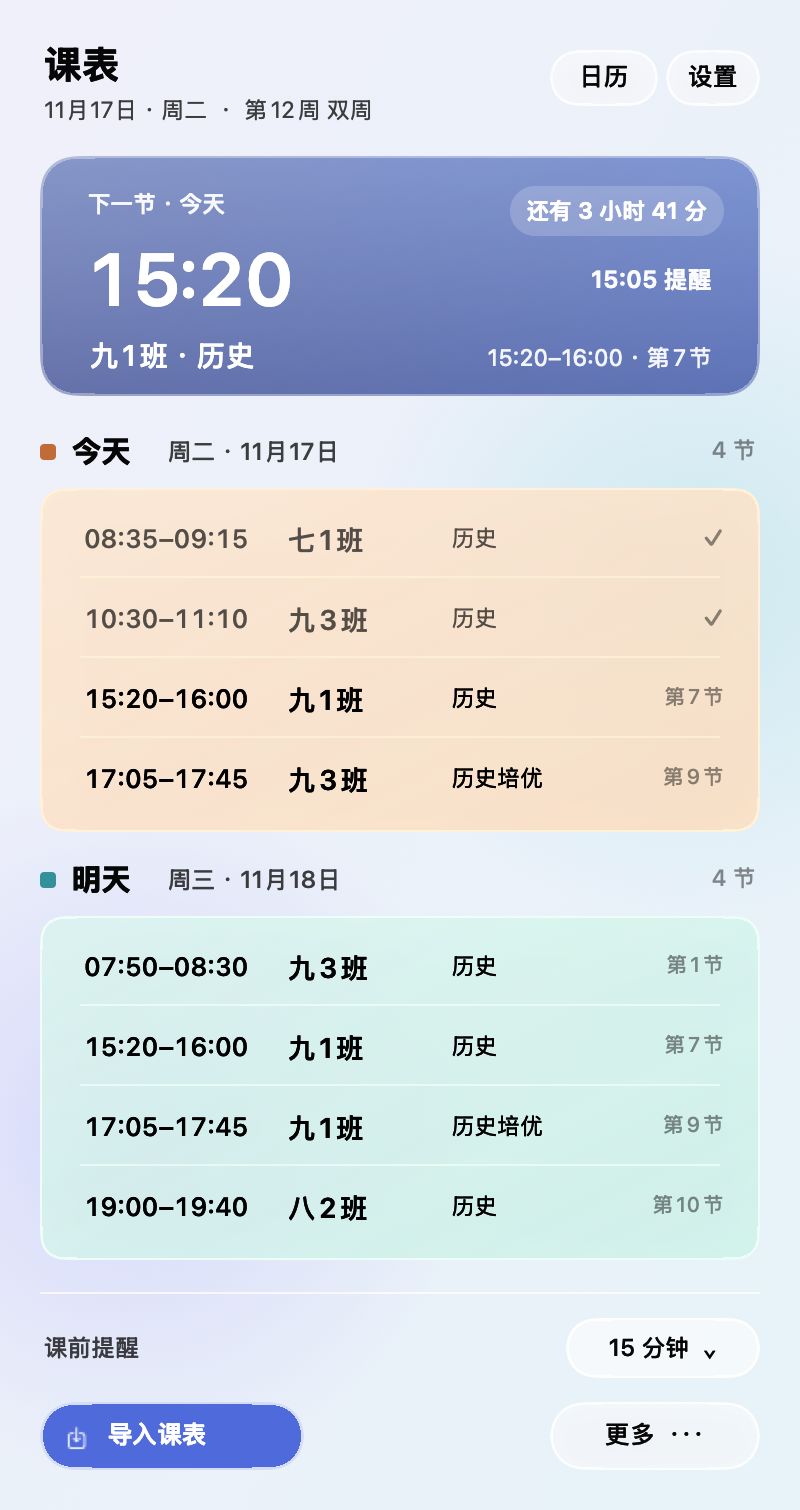 课表
日历
设置
11月17日 · 周二 · 第12周 双周
下一节 · 今天
还有 3 小时 41 分
15:20
15:05 提醒
九1班 · 历史
15:20–16:00 · 第7节
今天 周二 · 11月17日 4 节
08:35–09:15 七1班 历史 ✓
10:30–11:10 九3班 历史 ✓
15:20–16:00 九1班 历史 第7节
17:05–17:45 九3班 历史培优 第9节
明天 周三 · 11月18日 4 节
07:50–08:30 九3班 历史 第1节
15:20–16:00 九1班 历史 第7节
17:05–17:45 九1班 历史培优 第9节
19:00–19:40 八2班 历史 第10节
课前提醒 15 分钟
导入课表 更多 ···